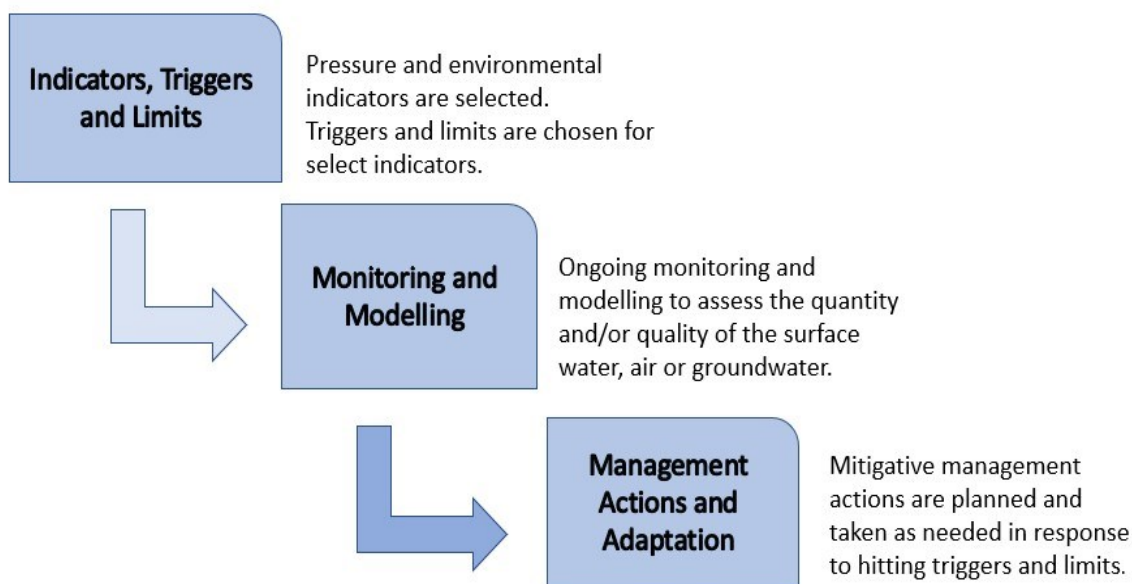 Indicators, Triggers
and Limits
Pressure and environmental
indicators are selected.
Triggers and limits are chosen for
select indicators.
Monitoring and
Modelling
Ongoing monitoring and
modelling to assess the quantity
and/or quality of the surface
water, air or groundwater.
Management
Actions and
Adaptation
Mitigative management
actions are planned and
taken as needed in response
to hitting triggers and limits.